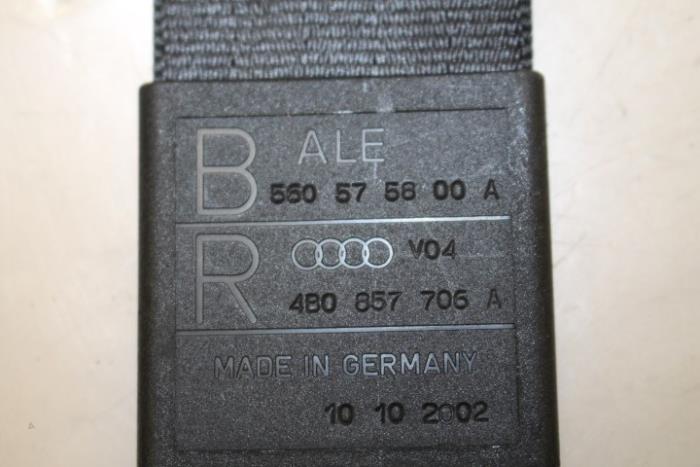 B ALE
560 57 58 00 A
R V04
4B0 857 706 A
MADE IN GERMANY
10 10 2002